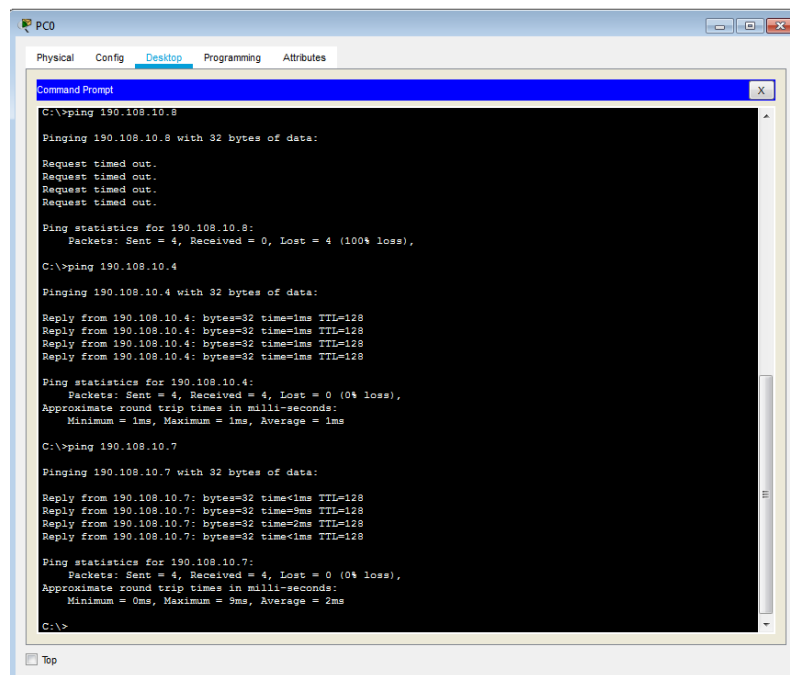 PC0
Physical Config Desktop Programming Attributes
Command Prompt
X
C:\>ping 190.108.10.8
Pinging 190.108.10.8 with 32 bytes of data:
Request timed out.
Request timed out.
Request timed out.
Request timed out.
Ping statistics for 190.108.10.8:
Packets: Sent = 4, Received = 0, Lost = 4 (100% loss),
C:\>ping 190.108.10.4
Pinging 190.108.10.4 with 32 bytes of data:
Reply from 190.108.10.4: bytes=32 time=1ms TTL=128
Reply from 190.108.10.4: bytes=32 time=1ms TTL=128
Reply from 190.108.10.4: bytes=32 time=1ms TTL=128
Reply from 190.108.10.4: bytes=32 time=1ms TTL=128
Ping statistics for 190.108.10.4:
Packets: Sent = 4, Received = 4, Lost = 0 (0% loss),
Approximate round trip times in milli-seconds:
Minimum = 1ms, Maximum = 1ms, Average = 1ms
C:\>ping 190.108.10.7
Pinging 190.108.10.7 with 32 bytes of data:
Reply from 190.108.10.7: bytes=32 time<1ms TTL=128
Reply from 190.108.10.7: bytes=32 time=9ms TTL=128
Reply from 190.108.10.7: bytes=32 time=2ms TTL=128
Reply from 190.108.10.7: bytes=32 time<1ms TTL=128
Ping statistics for 190.108.10.7:
Packets: Sent = 4, Received = 4, Lost = 0 (0% loss),
Approximate round trip times in milli-seconds:
Minimum = 0ms, Maximum = 9ms, Average = 2ms
C:\>
Top